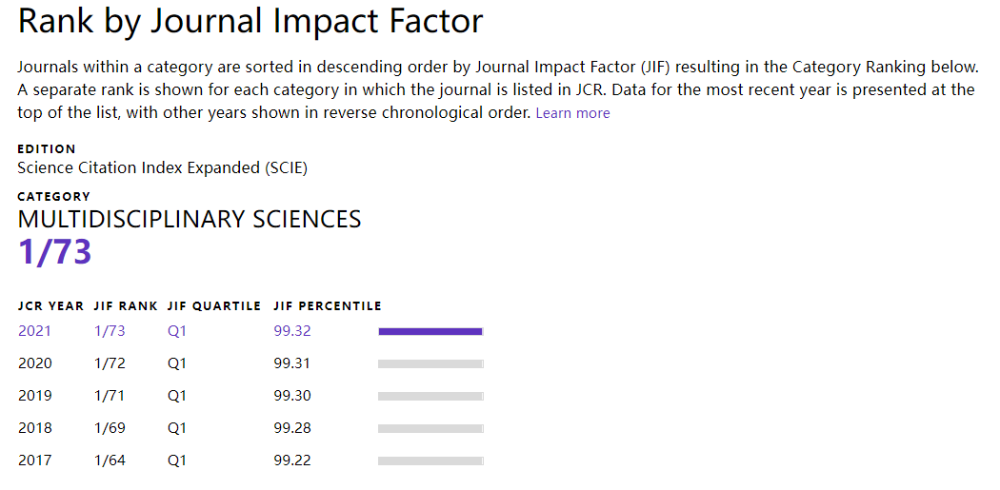 Rank by Journal Impact Factor
Journals within a category are sorted in descending order by Journal Impact Factor (JIF) resulting in the Category Ranking below.
A separate rank is shown for each category in which the journal is listed in JCR. Data for the most recent year is presented at the
top of the list, with other years shown in reverse chronological order. Learn more
EDITION
Science Citation Index Expanded (SCIE)
CATEGORY
MULTIDISCIPLINARY SCIENCES
1/73
JCR YEAR JIF RANK JIF QUARTILE JIF PERCENTILE
2021 1/73 Q1 99.32
2020 1/72 Q1 99.31
2019 1/71 Q1 99.30
2018 1/69 Q1 99.28
2017 1/64 Q1 99.22